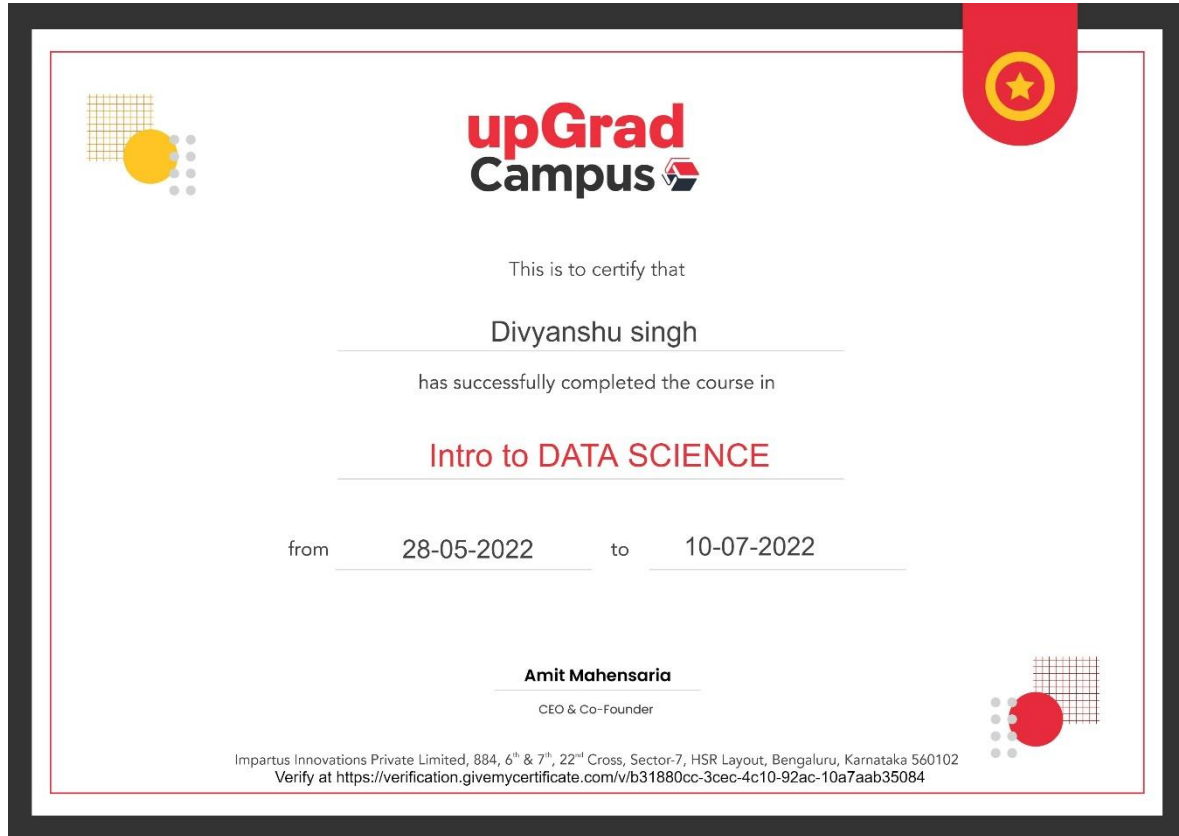 upGrad
Campus
This is to certify that
Divyanshu singh
has successfully completed the course in
Intro to DATA SCIENCE
from 28-05-2022 to 10-07-2022
Amit Mahensaria
CEO & Co-Founder
Impartus Innovations Private Limited, 884, 6th & 7th, 22nd Cross, Sector-7, HSR Layout, Bengaluru, Karnataka 560102
Verify at https://verification.givemycertificate.com/v/b31880cc-3cec-4c10-92ac-10a7aab35084